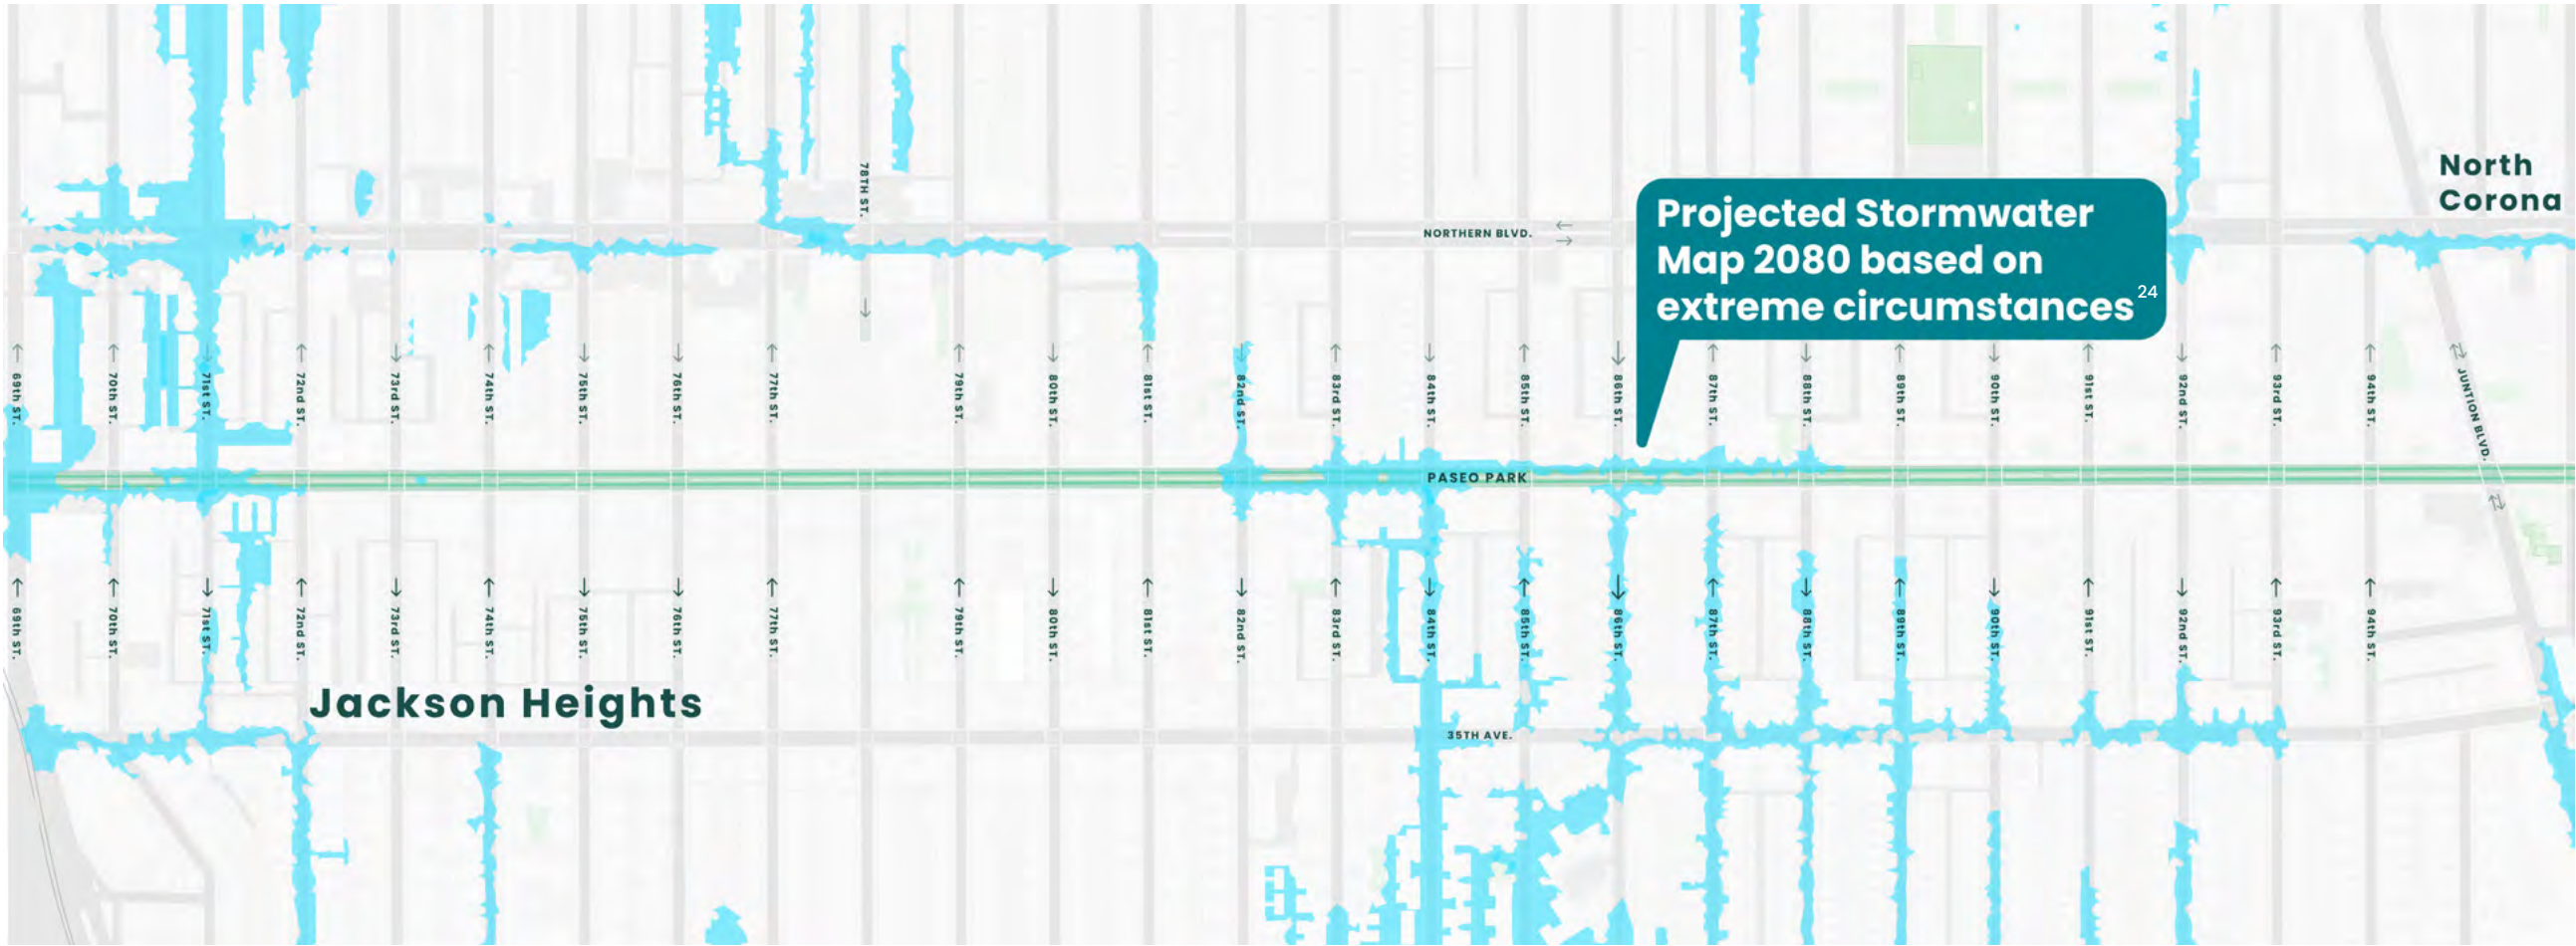 78TH ST.
North
Corona
Projected Stormwater
Map 2080 based on
extreme circumstances 24
NORTHERN BLVD.
69th ST.
70th ST.
71st ST.
72nd ST.
73rd ST.
74th ST.
75th ST.
76th ST.
77th ST.
79th ST.
80th ST.
81st ST.
82nd ST.
83rd ST.
84th ST.
85th ST.
86th ST.
87th ST.
88th ST.
89th ST.
90th ST.
91st ST.
92nd ST.
93rd ST.
94th ST.
JUNTION BLVD.
PASEO PARK
69th ST.
70th ST.
71st ST.
72nd ST.
73rd ST.
74th ST.
75th ST.
76th ST.
77th ST.
79th ST.
80th ST.
81st ST.
82nd ST.
83rd ST.
84th ST.
85th ST.
86th ST.
87th ST.
88th ST.
89th ST.
90th ST.
91st ST.
92nd ST.
93rd ST.
94th ST.
Jackson Heights
35TH AVE.